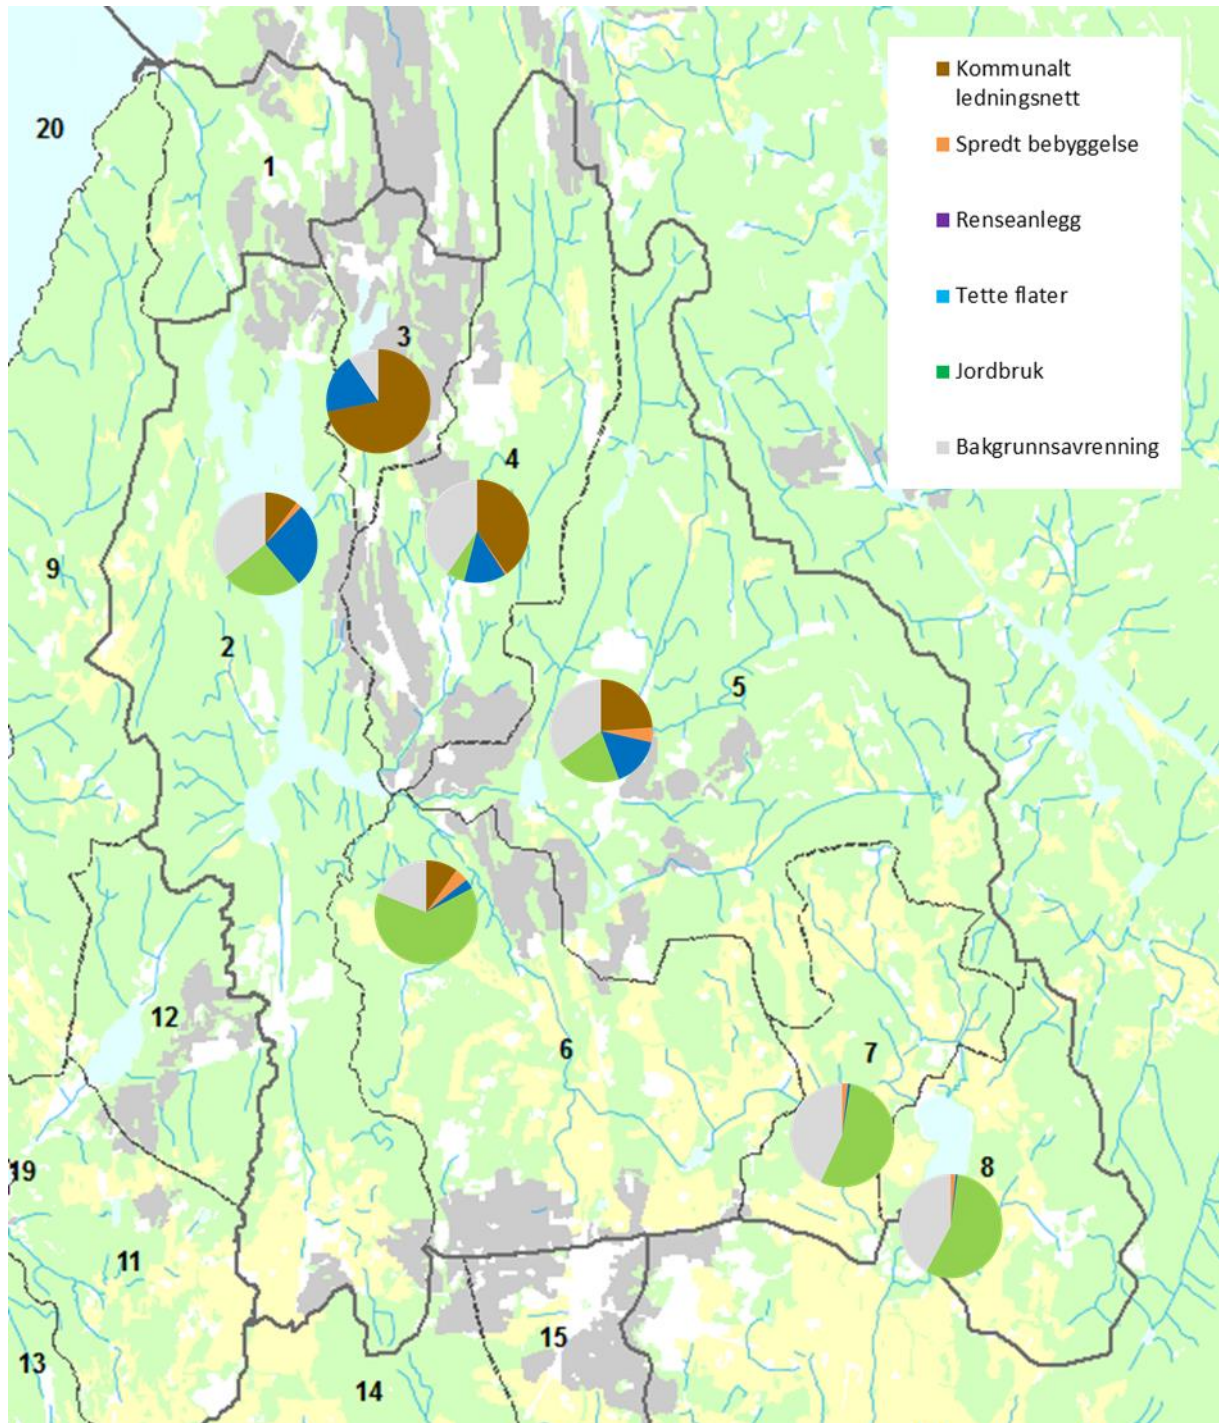 Kommunalt
ledningsnett
20
Spredt bebyggelse
1
Renseanlegg
Tette flater
3
Jordbruk
Bakgrunnsavrenning
4
9
2
5
12
6
7
8
19
11
15
13
14